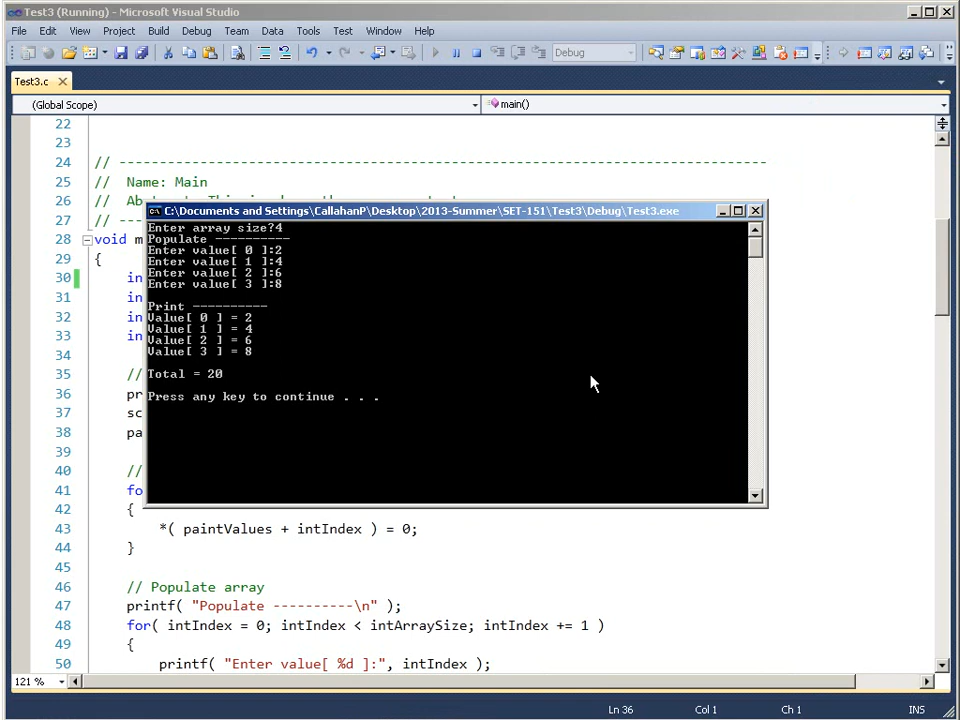 Test3 (Running) - Microsoft Visual Studio
File Edit View Project Build Debug Team Data Tools Test Window Help
Debug
Test3.c
(Global Scope) main()
22
23
24 // --------------------------------------------------------------------------------
25 // Name: Main
26 //
27 // --
28 void m
29 {
30 in
31 in
32 in
33 in
34
35 //
36 pr
37 sc
38 pa
39
40 //
41 fo
42 {
43 *( paintValues + intIndex ) = 0;
44 }
45
46 // Populate array
47 printf( "Populate ----------\n" );
48 for( intIndex = 0; intIndex < intArraySize; intIndex += 1 )
49 {
50 printf( "Enter value[ %d ]:", intIndex );
C:\Documents and Settings\CallahanP\Desktop\2013-Summer\SET-151\Test3\Debug\Test3.exe
Enter array size?4
Populate ----------
Enter value[ 0 ]:2
Enter value[ 1 ]:4
Enter value[ 2 ]:6
Enter value[ 3 ]:8
Print ----------
Value[ 0 ] = 2
Value[ 1 ] = 4
Value[ 2 ] = 6
Value[ 3 ] = 8
Total = 20
Press any key to continue . . .
121 %
Ln 36 Col 1 Ch 1 INS